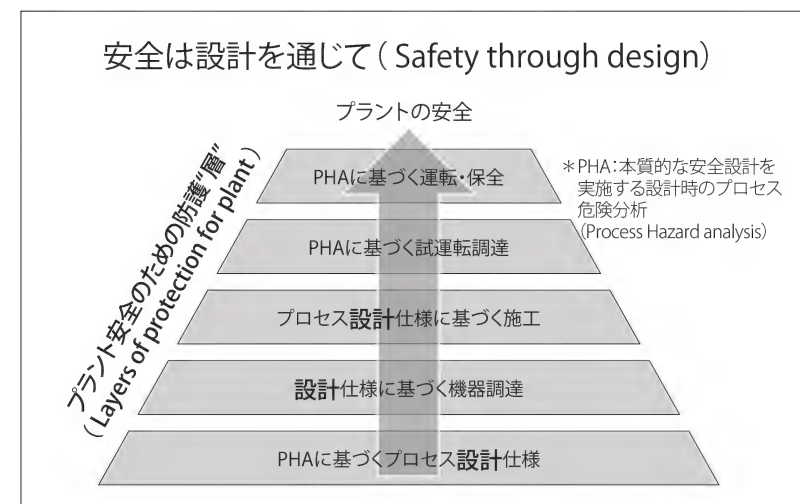 安全は設計を通じて( Safety through design)
プラントの安全
プラント安全のための防護“層”
( Layers of protection for plant )
PHAに基づく運転・保全
＊PHA：本質的な安全設計を
実施する設計時のプロセス
危険分析
(Process Hazard analysis)
PHAに基づく試運転調達
プロセス設計仕様に基づく施工
設計仕様に基づく機器調達
PHAに基づくプロセス設計仕様